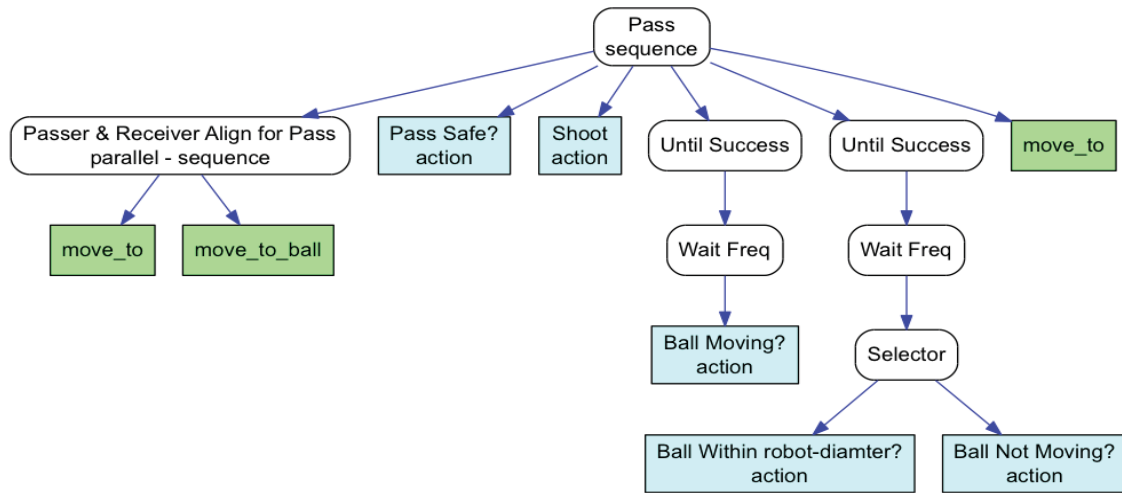 Pass
sequence
Passer & Receiver Align for Pass
parallel - sequence
Pass Safe?
action
Shoot
action
Until Success
Until Success
move_to
move_to
move_to_ball
Wait Freq
Wait Freq
Ball Moving?
action
Selector
Ball Within robot-diamter?
action
Ball Not Moving?
action